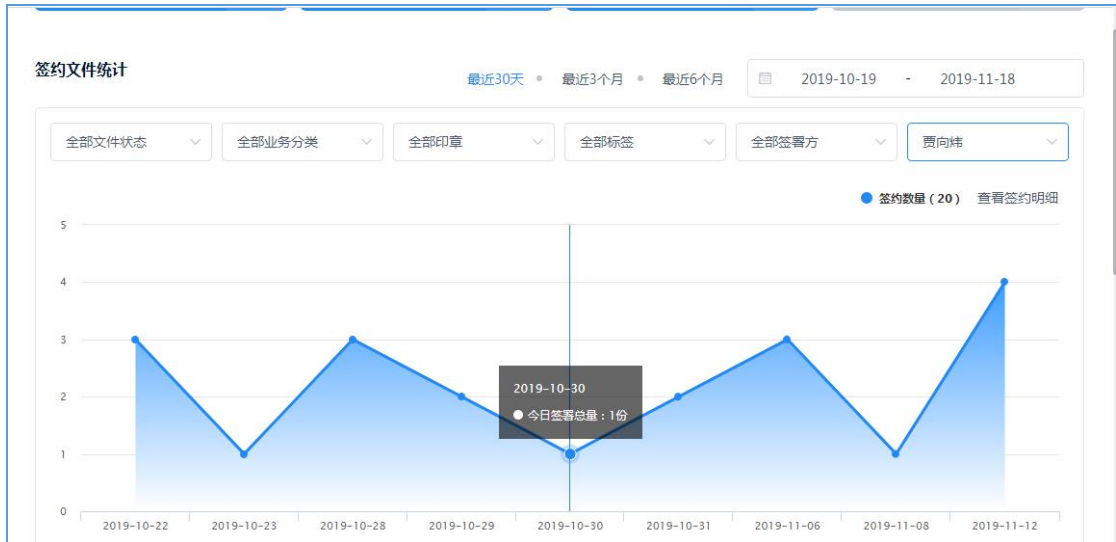 签约文件统计
最近30天 最近3个月 最近6个月 2019-10-19 - 2019-11-18
全部文件状态 全部业务分类 全部印章 全部标签 全部签署方 贾向炜
签约数量(20) 查看签约明细
5
4
3
2019-10-30
2
今日签署总量:1份
1
0
2019-10-22 2019-10-23 2019-10-28 2019-10-29 2019-10-30 2019-10-31 2019-11-06 2019-11-08 2019-11-12